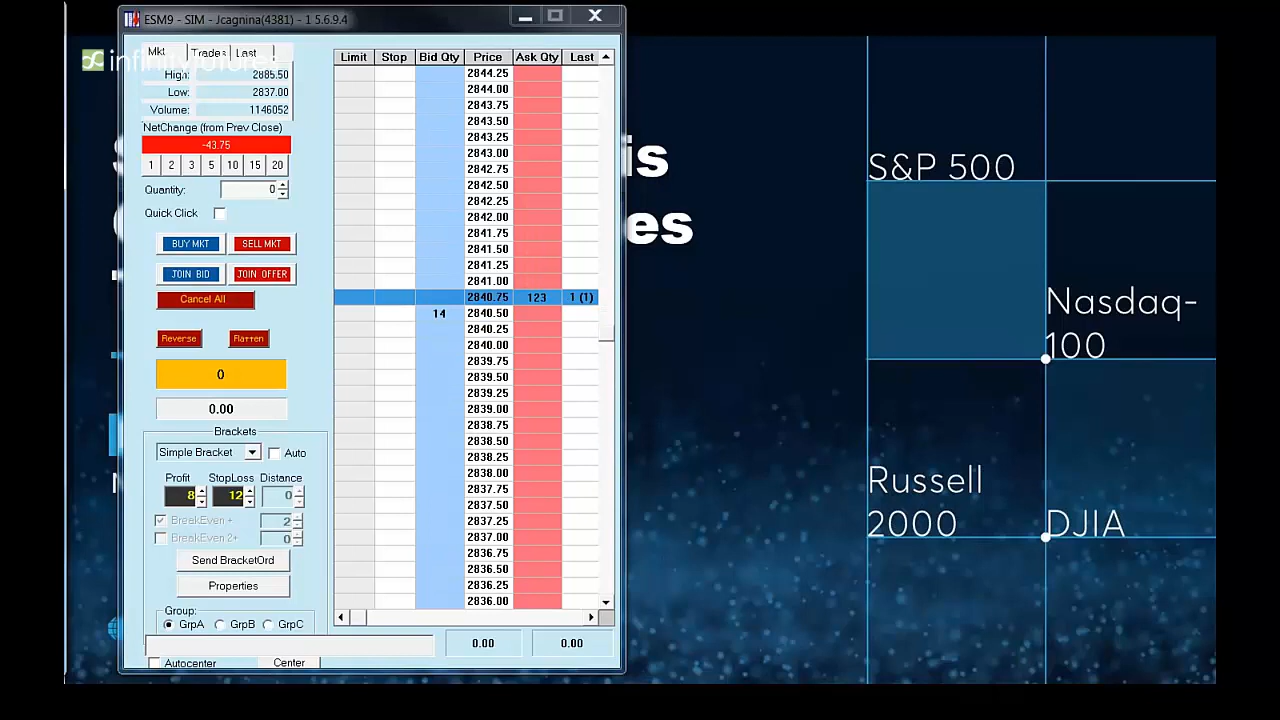 ESM9 - SIM - Jcagnina(4381) - 1 5.6.9.4
Mkt Trades Last
infinityfutures
High: 2885.50
Low: 2837.00
Volume: 1146052
NetChange (from Prev Close)
-43.75
1 2 3 5 10 15 20
Quantity: 0
Quick Click
BUY MKT SELL MKT
JOIN BID JOIN OFFER
Cancel All
Reverse Flatten
0
0.00
Brackets
Simple Bracket Auto
Profit StopLoss Distance
8 12 0
BreakEven + 2
BreakEven 2+ 0
Send BracketOrd
Properties
Group:
GrpA GrpB GrpC
Autocenter Center
Limit Stop Bid Qty Price Ask Qty Last
2844.25
2844.00
2843.75
2843.50
2843.25
2843.00
2842.75
2842.50
2842.25
2842.00
2841.75
2841.50
2841.25
2841.00
2840.75 123 1 (1)
14 2840.50
2840.25
2840.00
2839.75
2839.50
2839.25
2839.00
2838.75
2838.50
2838.25
2838.00
2837.75
2837.50
2837.25
2837.00
2836.75
2836.50
2836.25
2836.00
0.00 0.00
S&P 500
Nasdaq-
100
Russell
2000
DJIA